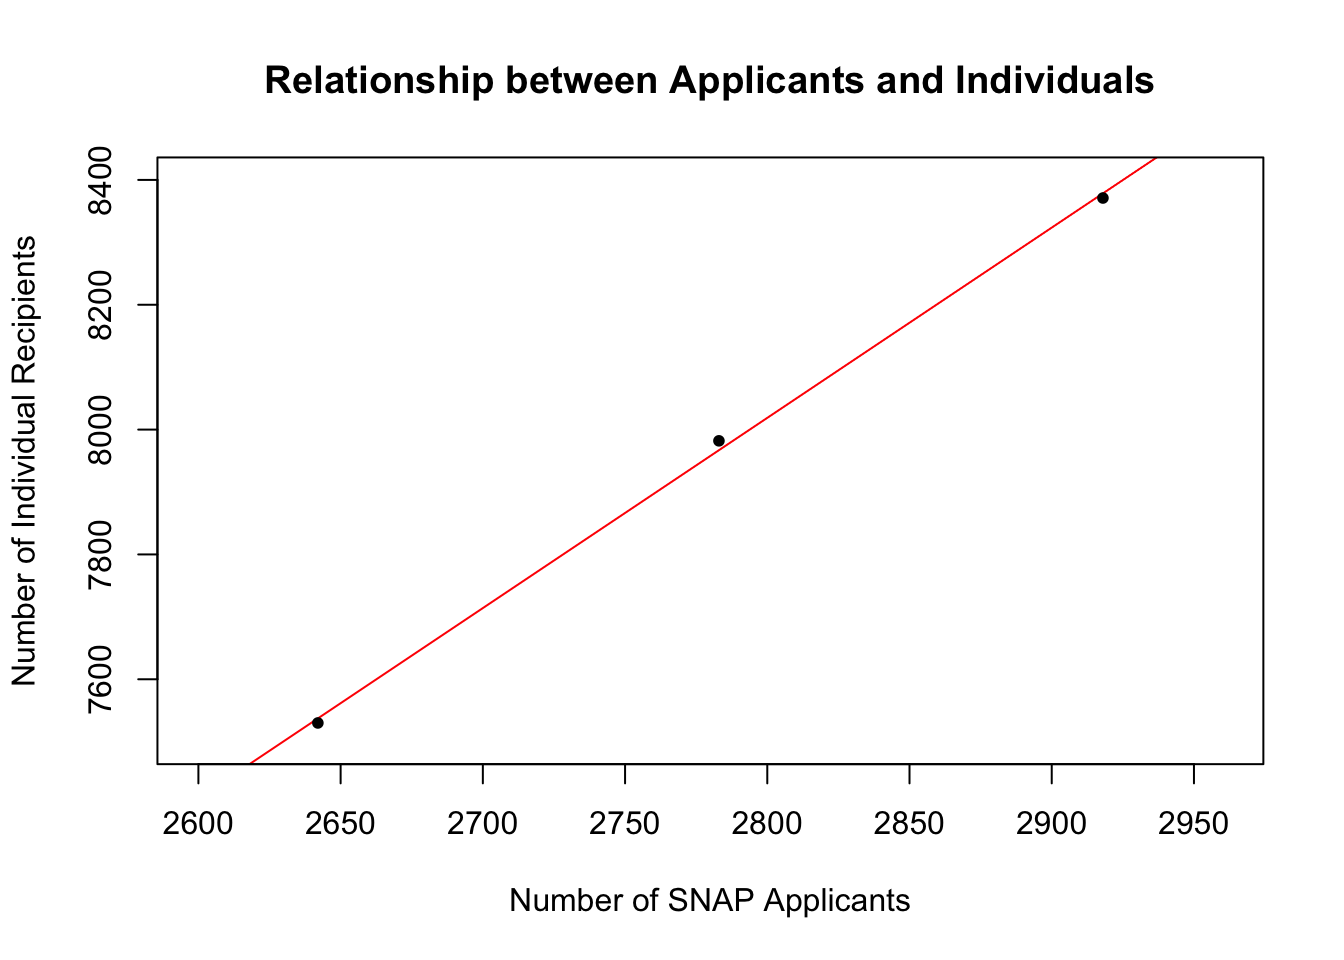 Relationship between Applicants and Individuals
Number of Individual Recipients
8400
8200
8000
7800
7600
2600 2650 2700 2750 2800 2850 2900 2950
Number of SNAP Applicants